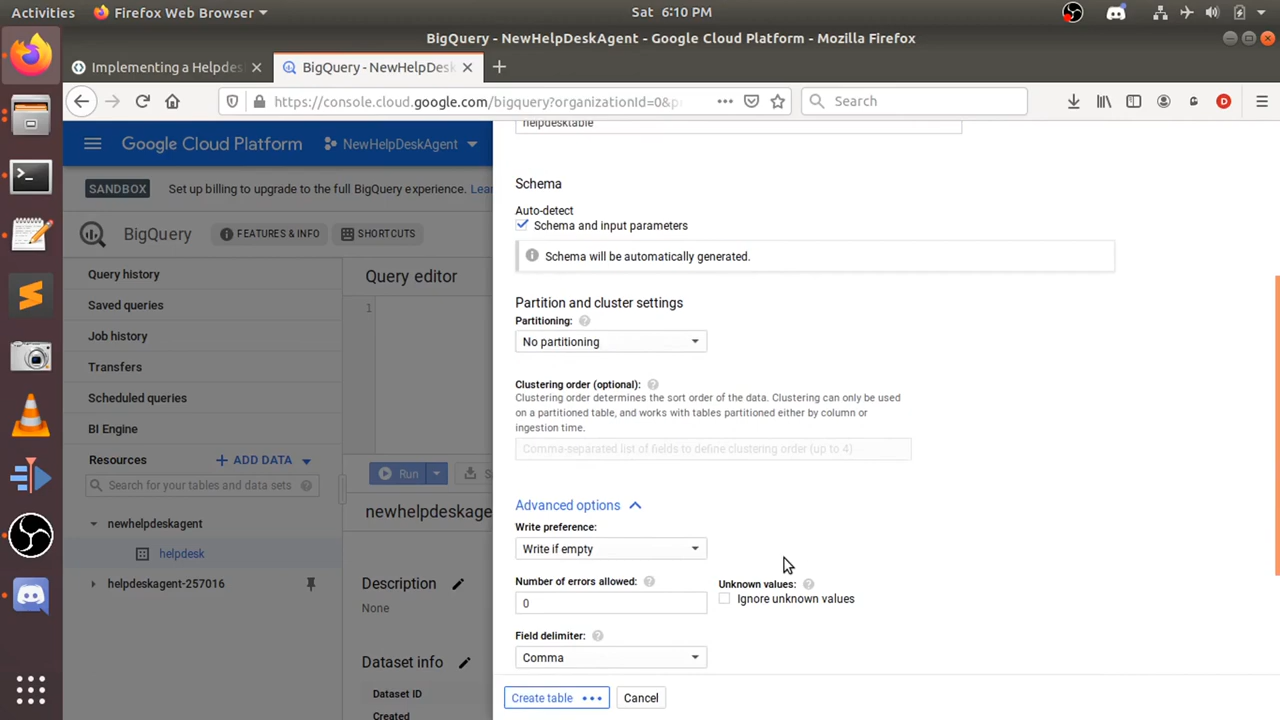 Activities
Firefox Web Browser
Sat 6:10 PM
BigQuery - NewHelpDeskAgent - Google Cloud Platform - Mozilla Firefox
Implementing a Helpdes
BigQuery - NewHelpDesk
https://console.cloud.google.com/bigquery?organizationId=0&p
Search
Google Cloud Platform
NewHelpDeskAgent
SANDBOX
Set up billing to upgrade to the full BigQuery experience. Lea
BigQuery
FEATURES & INFO
SHORTCUTS
Query history
Saved queries
Job history
Transfers
Scheduled queries
BI Engine
Resources
+ ADD DATA
Search for your tables and data sets
newhelpdeskagent
helpdesk
helpdeskagent-257016
Query editor
1
Run
newhelpdeskage
Description
None
Dataset info
Dataset ID
Created
helpdesktable
Schema
Auto-detect
Schema and input parameters
Schema will be automatically generated.
Partition and cluster settings
Partitioning:
No partitioning
Clustering order (optional):
Clustering order determines the sort order of the data. Clustering can only be used
on a partitioned table, and works with tables partitioned either by column or
ingestion time.
Comma-separated list of fields to define clustering order (up to 4)
Advanced options
Write preference:
Write if empty
Number of errors allowed:
0
Unknown values:
Ignore unknown values
Field delimiter:
Comma
Create table
Cancel